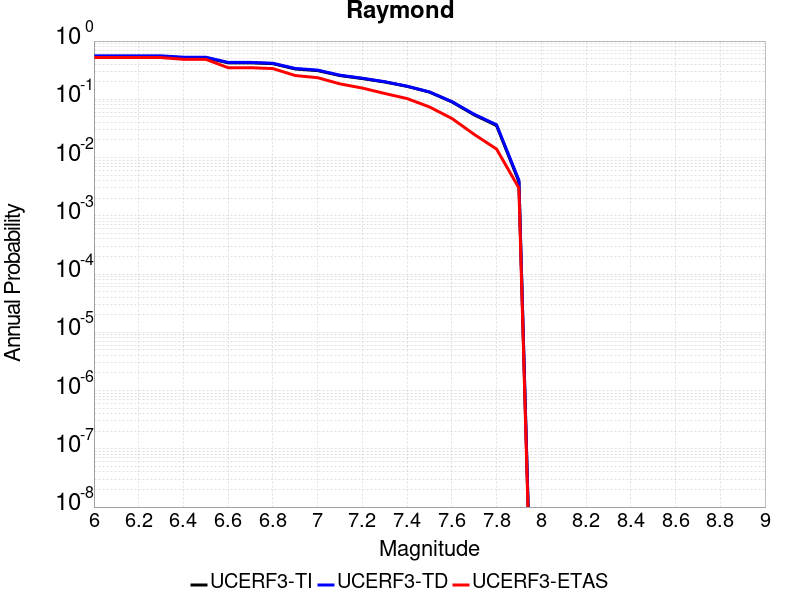 Raymond
10^0
10^-1
10^-2
10^-3
10^-4
10^-5
10^-6
10^-7
10^-8
Annual Probability
6 6.2 6.4 6.6 6.8 7 7.2 7.4 7.6 7.8 8 8.2 8.4 8.6 8.8 9
Magnitude
UCERF3-TI UCERF3-TD UCERF3-ETAS